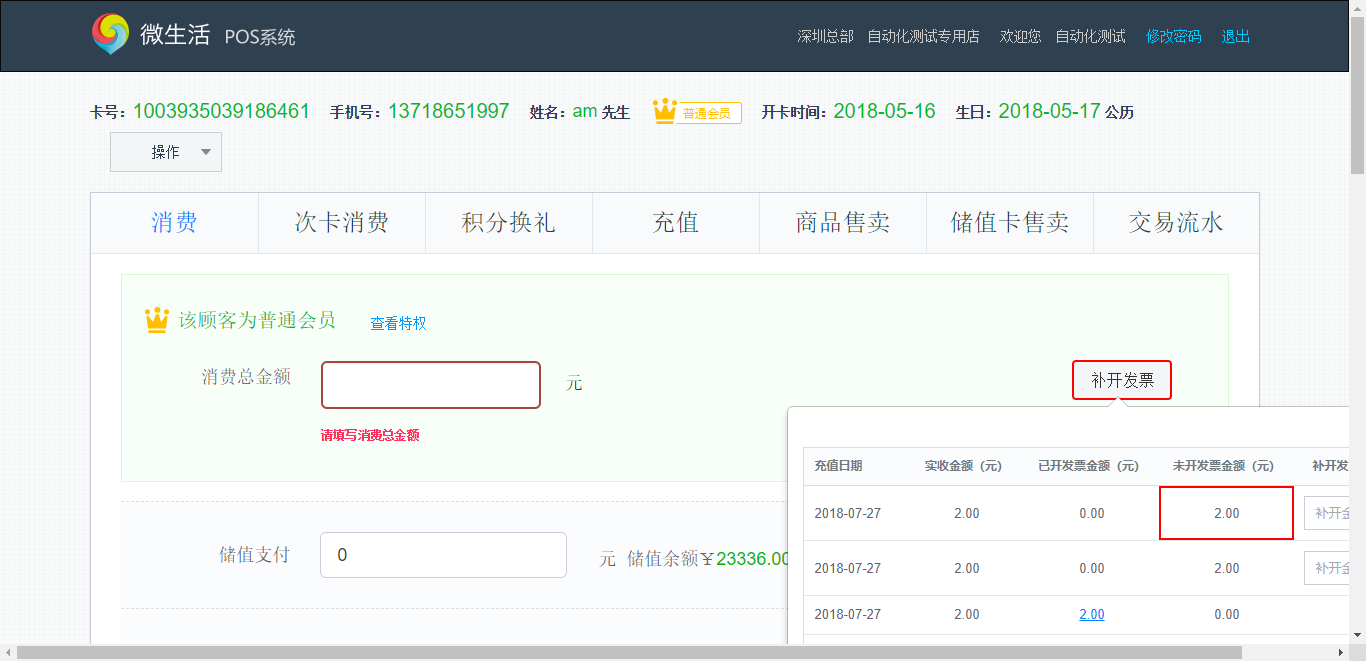 微生活 POS系统 深圳总部 自动化测试专用店 欢迎您 自动化测试 修改密码 退出
卡号：1003935039186461 手机号：13718651997 姓名：am 先生 普通会员 开卡时间：2018-05-16 生日：2018-05-17 公历
操作
消费 次卡消费 积分换礼 充值 商品售卖 储值卡售卖 交易流水
该顾客为普通会员 查看特权
消费总金额 元 补开发票
请填写消费总金额
充值日期 实收金额（元） 已开发票金额（元） 未开发票金额（元） 补开发
2018-07-27 2.00 0.00 2.00 补开金
储值支付 0 元 储值余额￥23336.00
2018-07-27 2.00 0.00 2.00 补开金
2018-07-27 2.00 2.00 0.00